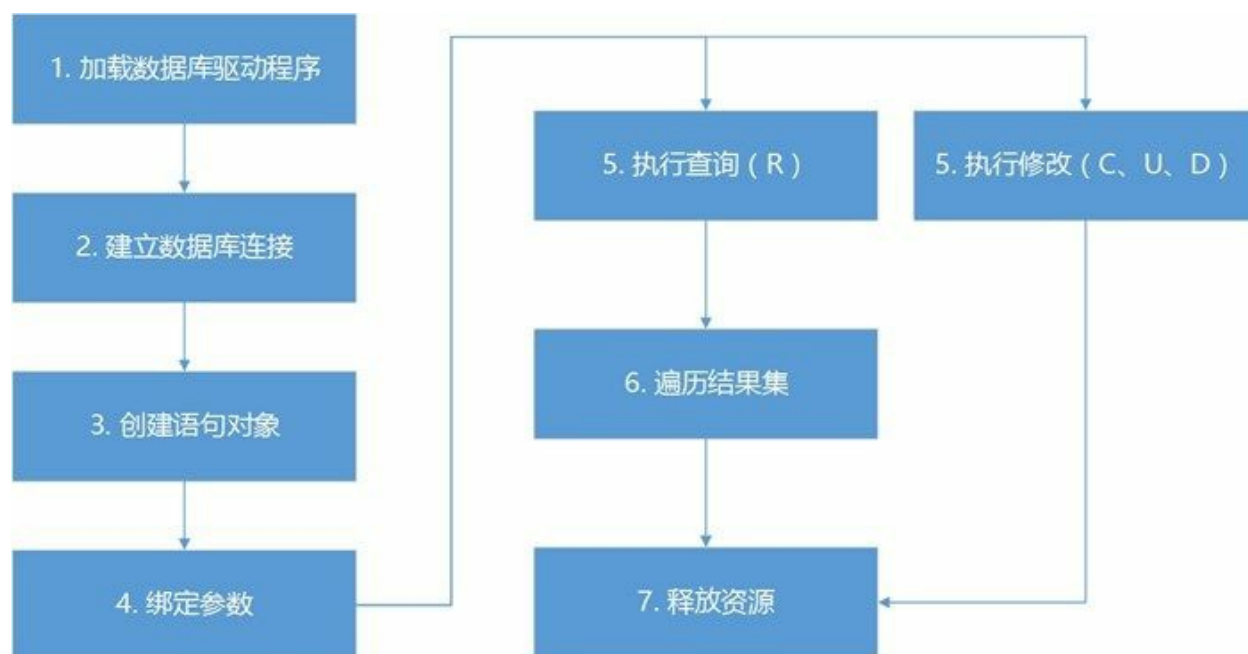 1. 加载数据库驱动程序
2. 建立数据库连接
3. 创建语句对象
4. 绑定参数
5. 执行查询（R）
5. 执行修改（C、U、D）
6. 遍历结果集
7. 释放资源